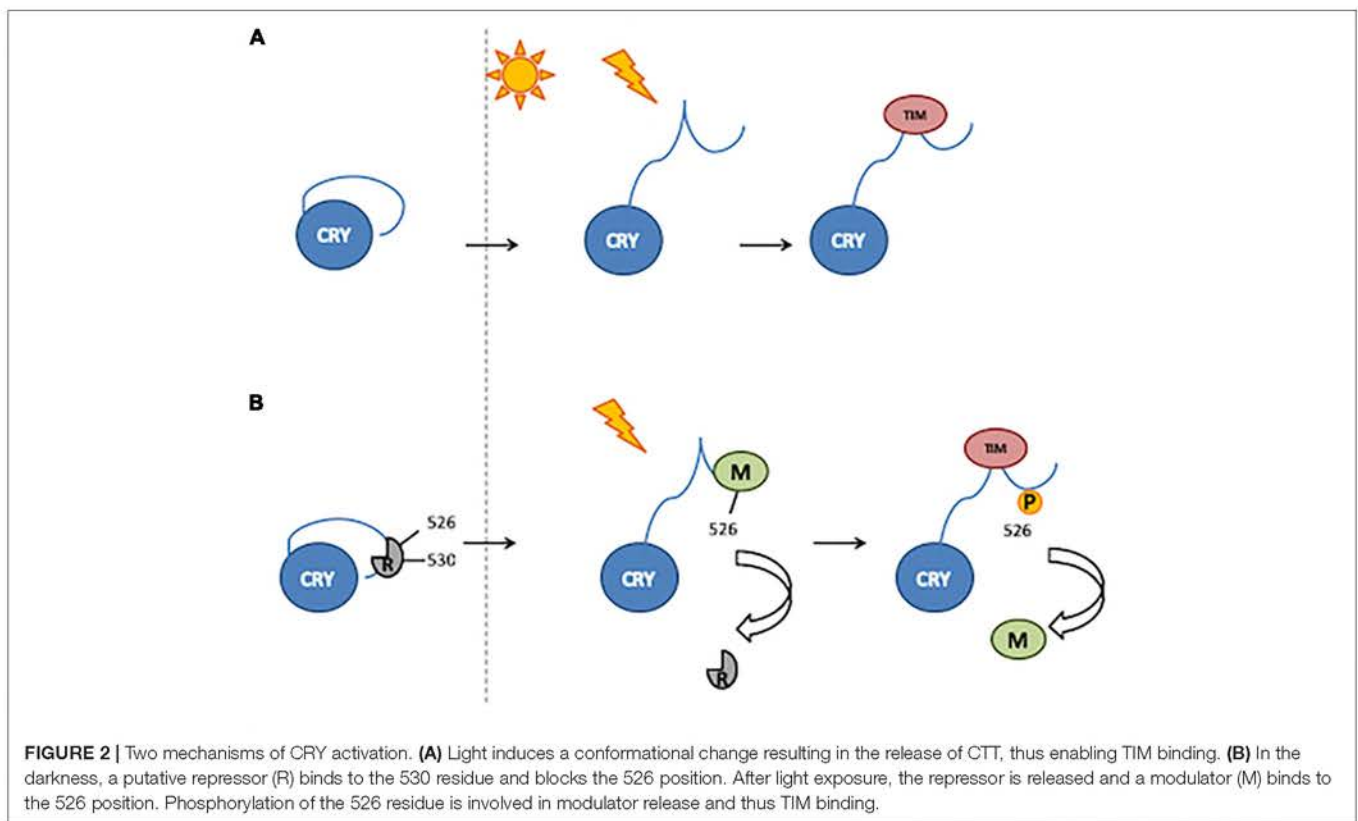 A
TIM
CRY
CRY
CRY
B
TIM
M
P
526
526
526
R
530
CRY
CRY
CRY
M
R
FIGURE 2 | Two mechanisms of CRY activation. (A) Light induces a conformational change resulting in the release of CTT, thus enabling TIM binding. (B) In the
darkness, a putative repressor (R) binds to the 530 residue and blocks the 526 position. After light exposure, the repressor is released and a modulator (M) binds to
the 526 position. Phosphorylation of the 526 residue is involved in modulator release and thus TIM binding.